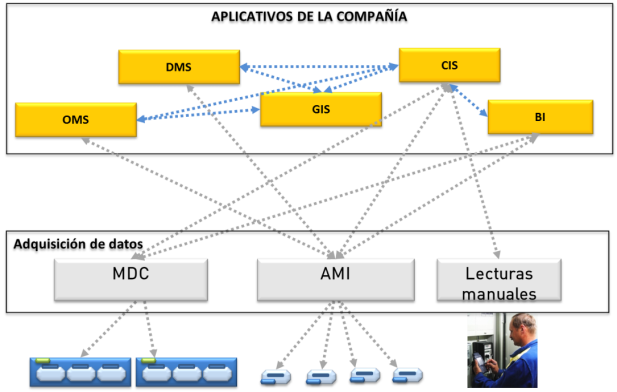 APLICATIVOS DE LA COMPAÑÍA
DMS
CIS
GIS
OMS
BI
Adquisición de datos
MDC
AMI
Lecturas
manuales